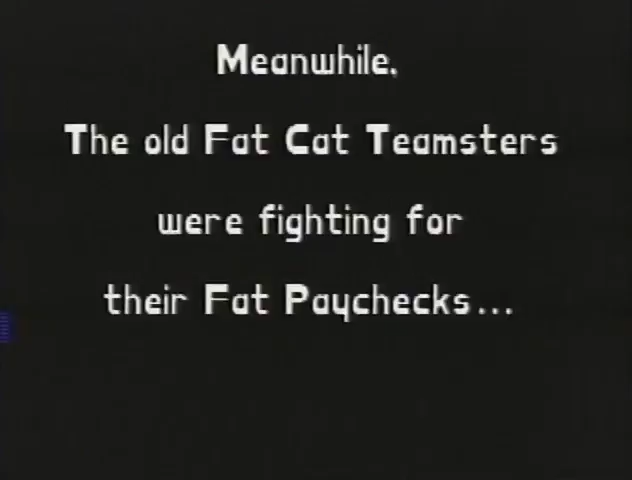 Meanwhile,
The old Fat Cat Teamsters
were fighting for
their Fat Paychecks...